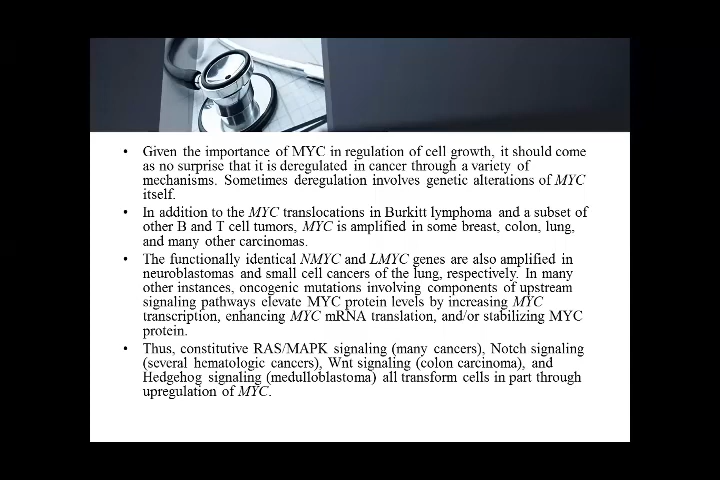 • Given the importance of MYC in regulation of cell growth, it should come
as no surprise that it is deregulated in cancer through a variety of
mechanisms. Sometimes deregulation involves genetic alterations of MYC
itself.
• In addition to the MYC translocations in Burkitt lymphoma and a subset of
other B and T cell tumors, MYC is amplified in some breast, colon, lung,
and many other carcinomas.
• The functionally identical NMYC and LMYC genes are also amplified in
neuroblastomas and small cell cancers of the lung, respectively. In many
other instances, oncogenic mutations involving components of upstream
signaling pathways elevate MYC protein levels by increasing MYC
transcription, enhancing MYC mRNA translation, and/or stabilizing MYC
protein.
• Thus, constitutive RAS/MAPK signaling (many cancers), Notch signaling
(several hematologic cancers), Wnt signaling (colon carcinoma), and
Hedgehog signaling (medulloblastoma) all transform cells in part through
upregulation of MYC.